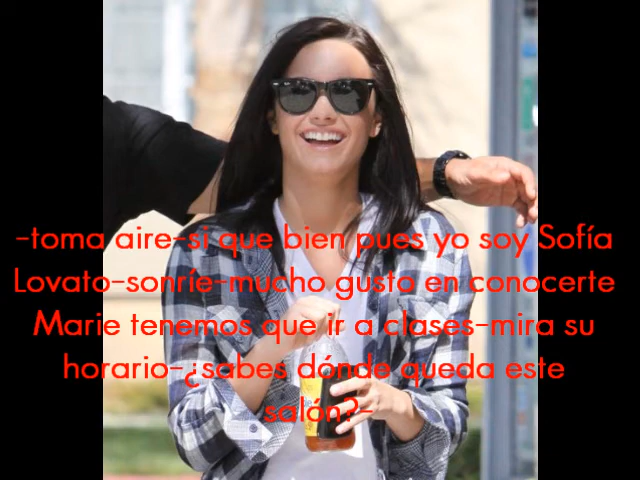 -toma aire-si que bien pues yo soy Sofía
Lovato-sonríe-mucho gusto en conocerte
Marie tenemos que ir a clases-mira su
horario-¿sabes dónde queda este
salón?-